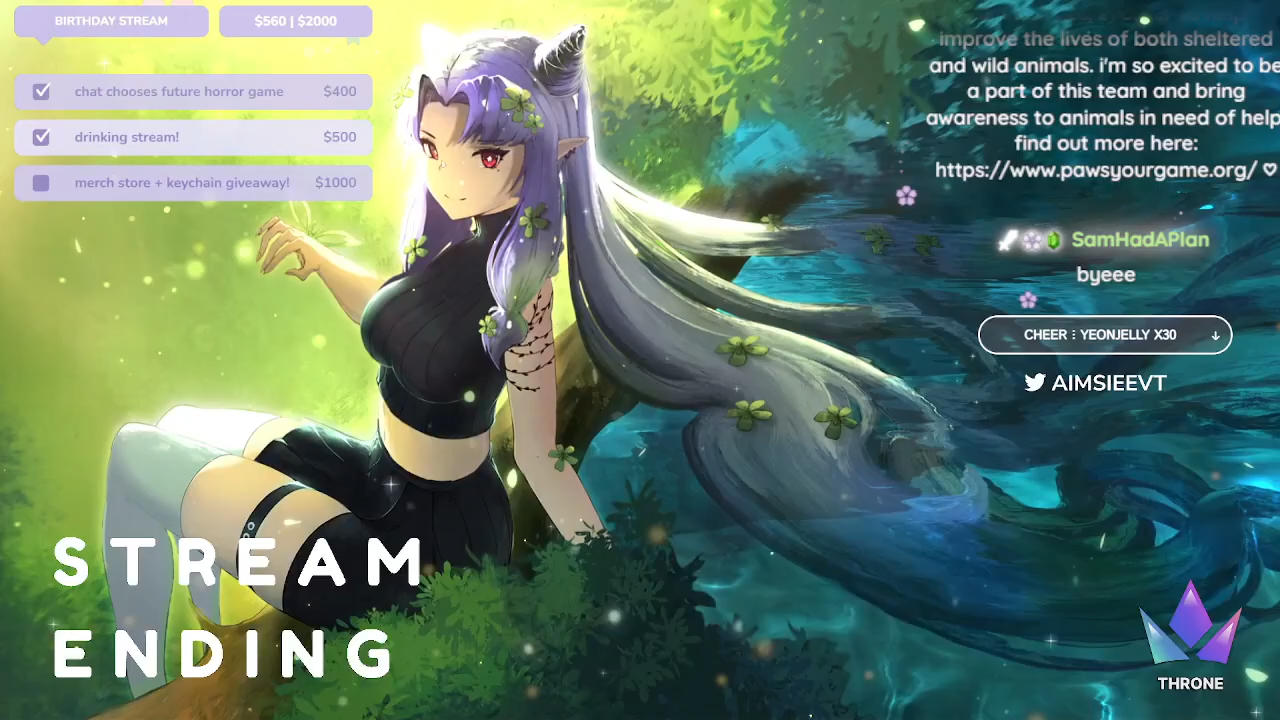 BIRTHDAY STREAM
$560 | $2000
chat chooses future horror game $400
drinking stream! $500
merch store + keychain giveaway! $1000
improve the lives of both sheltered
and wild animals. i'm so excited to be
a part of this team and bring
awareness to animals in need of help
find out more here:
https://www.pawsyourgame.org/ ♡
SamHadAPlan
byeee
CHEER : YEONJELLY X30 ↓
AIMSIEEVT
STREAM
ENDING
THRONE